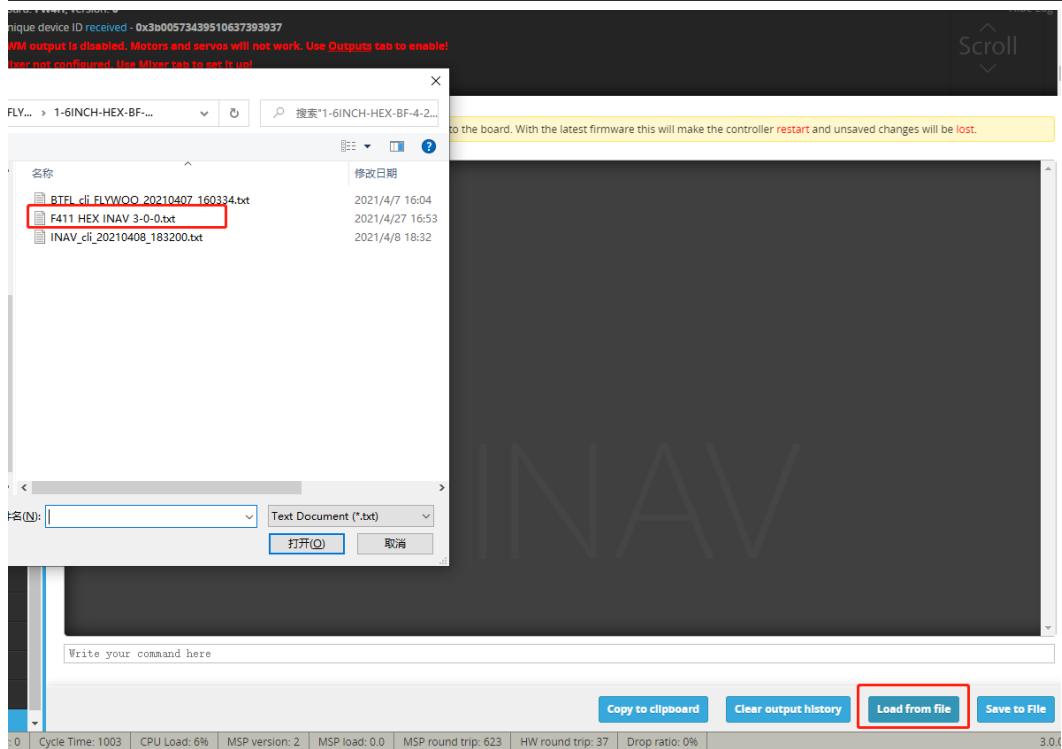 nique device ID received - 0x3b00573439510637393937
WM output is disabled. Motors and servos will not work. Use Outputs tab to enable!
ixer not configured. Use Mixer tab to set it up!
Scroll
FLY... › 1-6INCH-HEX-BF-...
搜索"1-6INCH-HEX-BF-4-2...
to the board. With the latest firmware this will make the controller restart and unsaved changes will be lost.
名称 修改日期
BTFL_cli_FLYWOO_20210407_160334.txt 2021/4/7 16:04
F411 HEX INAV 3-0-0.txt 2021/4/27 16:53
INAV_cli_20210408_183200.txt 2021/4/8 18:32
INAV
名(N):
Text Document (*.txt)
打开(O) 取消
Write your command here
Copy to clipboard Clear output history Load from file Save to File
: 0 Cycle Time: 1003 CPU Load: 6% MSP version: 2 MSP load: 0.0 MSP round trip: 623 HW round trip: 37 Drop ratio: 0% 3.0.